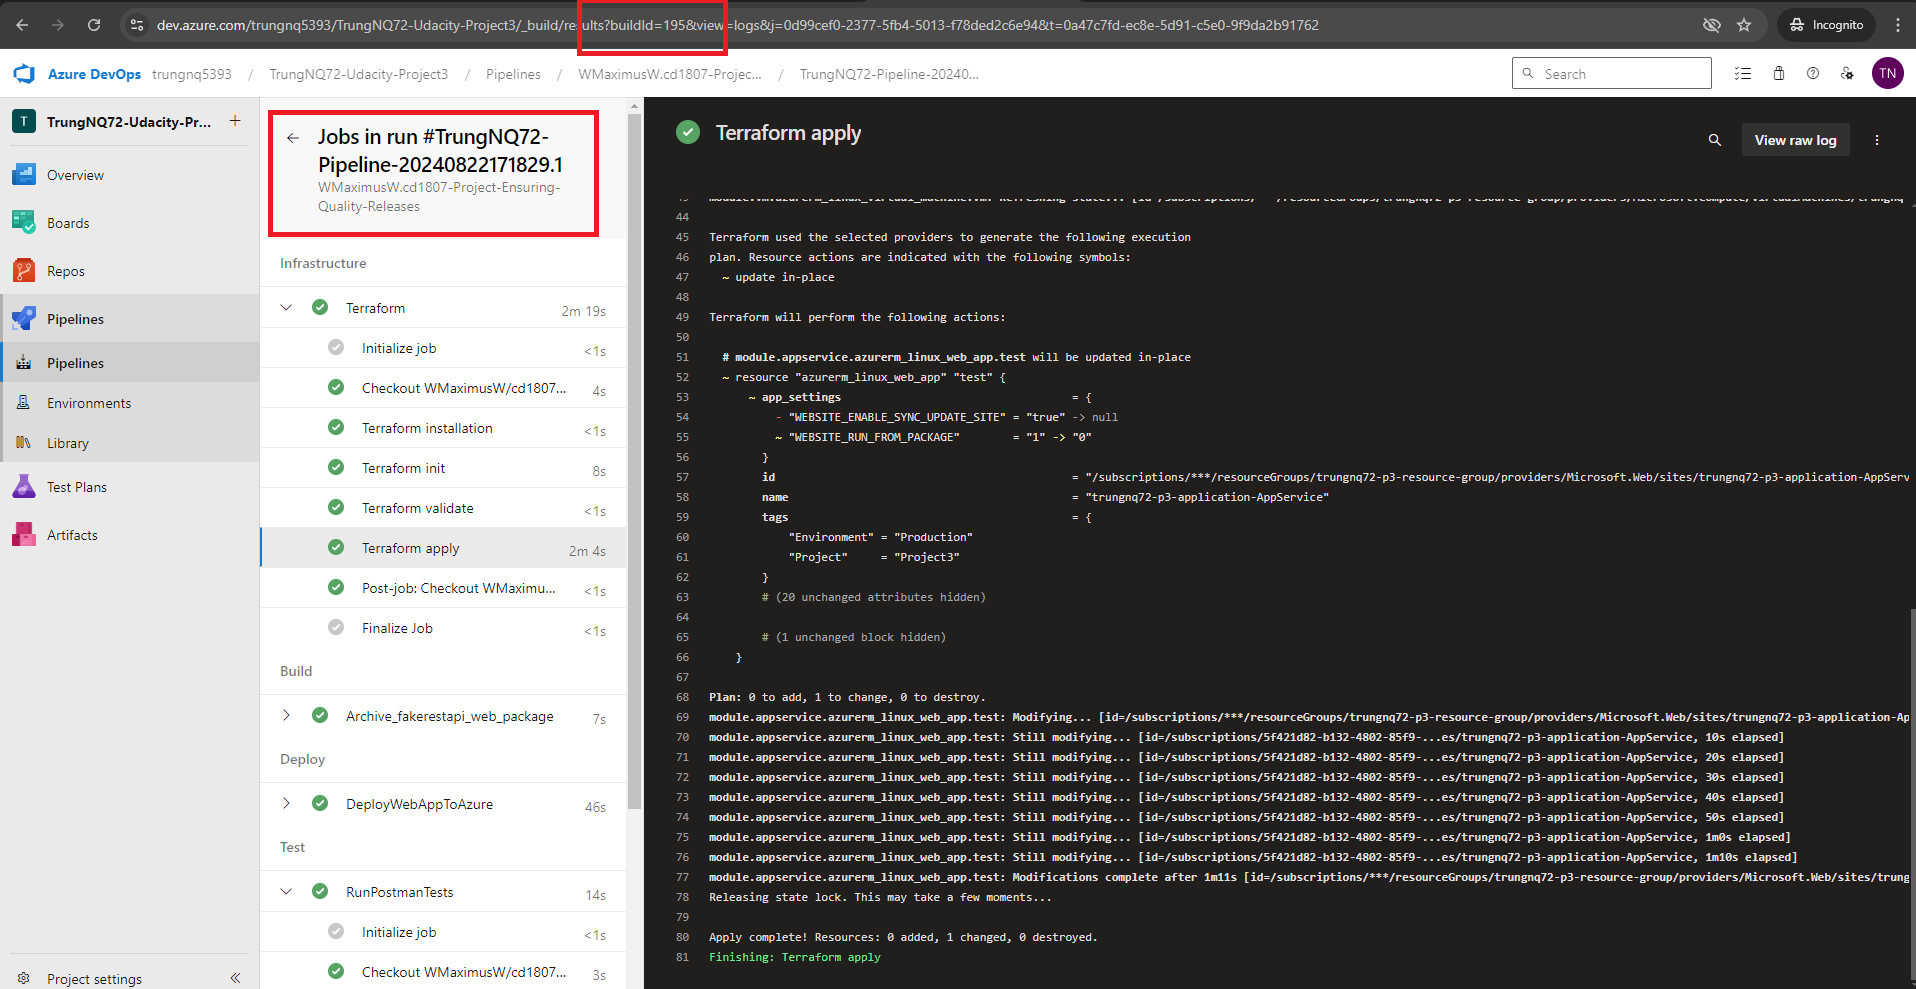 dev.azure.com/trungnq5393/TrungNQ72-Udacity-Project3/_build/results?buildId=195&view=logs&j=0d99cef0-2377-5fb4-5013-f78ded2c6e94&t=0a47c7fd-ec8e-5d91-c5e0-9f9da2b91762
Incognito
Azure DevOps trungnq5393 / TrungNQ72-Udacity-Project3 / Pipelines / WMaximusW.cd1807-Projec... / TrungNQ72-Pipeline-20240...
Search
TN
T TrungNQ72-Udacity-Pr... +
Overview
Boards
Repos
Pipelines
Pipelines
Environments
Library
Test Plans
Artifacts
Project settings
Jobs in run #TrungNQ72-
Pipeline-20240822171829.1
WMaximusW.cd1807-Project-Ensuring-
Quality-Releases
Infrastructure
Terraform 2m 19s
Initialize job <1s
Checkout WMaximusW/cd1807... 4s
Terraform installation <1s
Terraform init 8s
Terraform validate <1s
Terraform apply 2m 4s
Post-job: Checkout WMaximu... <1s
Finalize Job <1s
Build
Archive_fakerestapi_web_package 7s
Deploy
DeployWebAppToAzure 46s
Test
RunPostmanTests 14s
Initialize job <1s
Checkout WMaximusW/cd1807... 3s
Terraform apply
View raw log
44
45 Terraform used the selected providers to generate the following execution
46 plan. Resource actions are indicated with the following symbols:
47 ~ update in-place
48
49 Terraform will perform the following actions:
50
51 # module.appservice.azurerm_linux_web_app.test will be updated in-place
52 ~ resource "azurerm_linux_web_app" "test" {
53 ~ app_settings = {
54 - "WEBSITE_ENABLE_SYNC_UPDATE_SITE" = "true" -> null
55 ~ "WEBSITE_RUN_FROM_PACKAGE" = "1" -> "0"
56 }
57 id = "/subscriptions/***/resourceGroups/trungnq72-p3-resource-group/providers/Microsoft.Web/sites/trungnq72-p3-application-AppServ
58 name = "trungnq72-p3-application-AppService"
59 tags = {
60 "Environment" = "Production"
61 "Project" = "Project3"
62 }
63 # (20 unchanged attributes hidden)
64
65 # (1 unchanged block hidden)
66 }
67
68 Plan: 0 to add, 1 to change, 0 to destroy.
69 module.appservice.azurerm_linux_web_app.test: Modifying... [id=/subscriptions/***/resourceGroups/trungnq72-p3-resource-group/providers/Microsoft.Web/sites/trungnq72-p3-application-Ap
70 module.appservice.azurerm_linux_web_app.test: Still modifying... [id=/subscriptions/5f421d82-b132-4802-85f9-...es/trungnq72-p3-application-AppService, 10s elapsed]
71 module.appservice.azurerm_linux_web_app.test: Still modifying... [id=/subscriptions/5f421d82-b132-4802-85f9-...es/trungnq72-p3-application-AppService, 20s elapsed]
72 module.appservice.azurerm_linux_web_app.test: Still modifying... [id=/subscriptions/5f421d82-b132-4802-85f9-...es/trungnq72-p3-application-AppService, 30s elapsed]
73 module.appservice.azurerm_linux_web_app.test: Still modifying... [id=/subscriptions/5f421d82-b132-4802-85f9-...es/trungnq72-p3-application-AppService, 40s elapsed]
74 module.appservice.azurerm_linux_web_app.test: Still modifying... [id=/subscriptions/5f421d82-b132-4802-85f9-...es/trungnq72-p3-application-AppService, 50s elapsed]
75 module.appservice.azurerm_linux_web_app.test: Still modifying... [id=/subscriptions/5f421d82-b132-4802-85f9-...es/trungnq72-p3-application-AppService, 1m0s elapsed]
76 module.appservice.azurerm_linux_web_app.test: Still modifying... [id=/subscriptions/5f421d82-b132-4802-85f9-...es/trungnq72-p3-application-AppService, 1m10s elapsed]
77 module.appservice.azurerm_linux_web_app.test: Modifications complete after 1m11s [id=/subscriptions/***/resourceGroups/trungnq72-p3-resource-group/providers/Microsoft.Web/sites/trung
78 Releasing state lock. This may take a few moments...
79
80 Apply complete! Resources: 0 added, 1 changed, 0 destroyed.
81 Finishing: Terraform apply